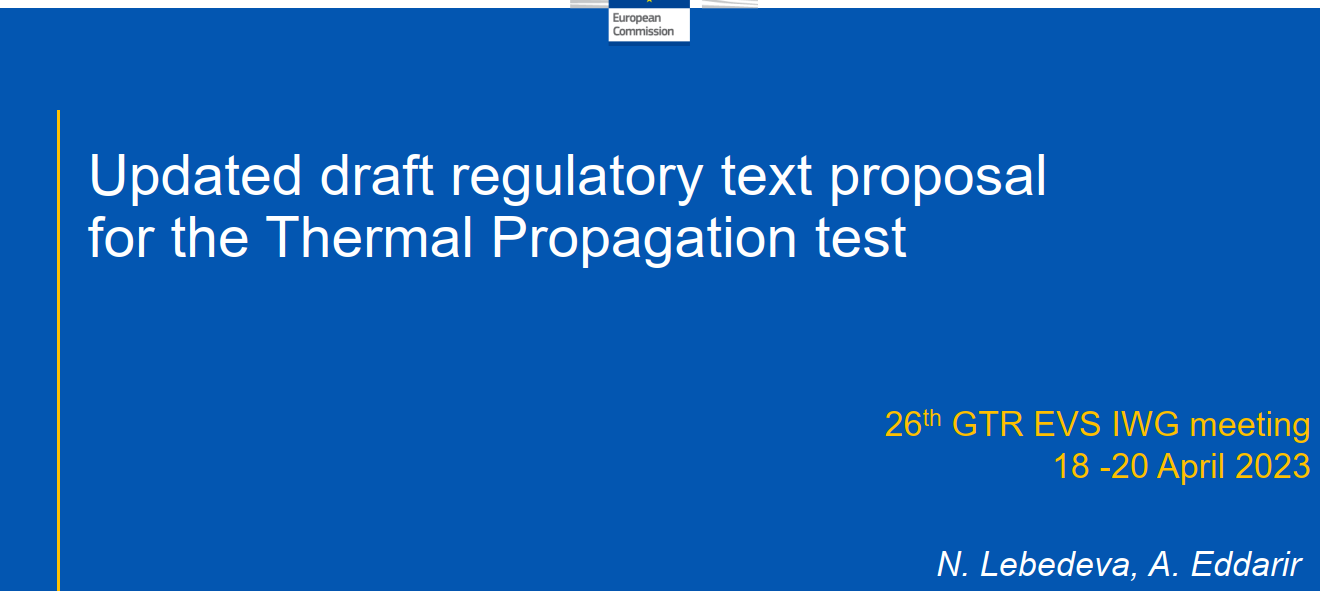 European
Commission
Updated draft regulatory text proposal
for the Thermal Propagation test
26th GTR EVS IWG meeting
18 -20 April 2023
N. Lebedeva, A. Eddarir